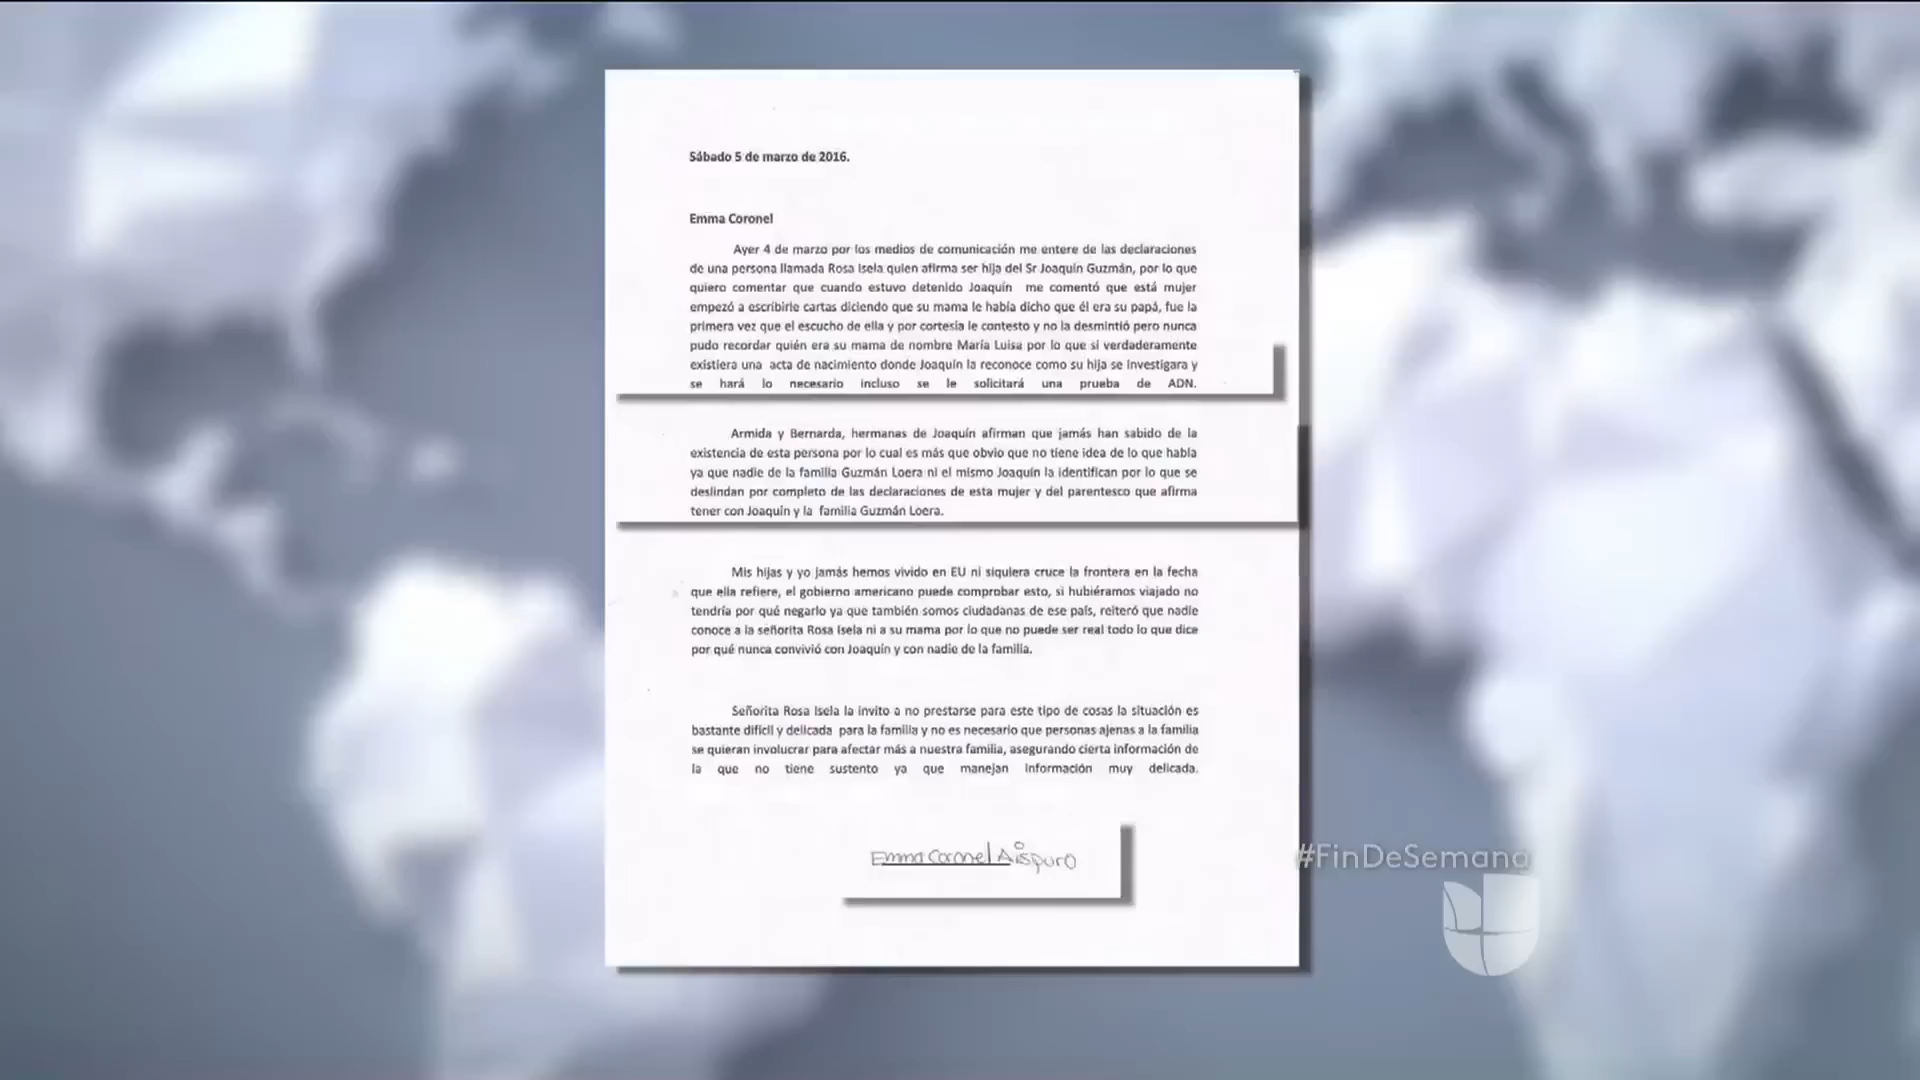 Sábado 5 de marzo de 2016.
Emma Coronel
Ayer 4 de marzo por los medios de comunicación me entere de las declaraciones
de una persona llamada Rosa Isela quien afirma ser hija del Sr Joaquín Guzmán, por lo que
quiero comentar que cuando estuvo detenido Joaquín me comentó que está mujer
empezó a escribirle cartas diciendo que su mama le había dicho que él era su papá, fue la
primera vez que el escucho de ella y por cortesía le contesto y no la desmintió pero nunca
pudo recordar quién era su mama de nombre María Luisa por lo que si verdaderamente
existiera una acta de nacimiento donde Joaquín la reconoce como su hija se investigara y
se hará lo necesario incluso se le solicitará una prueba de ADN.
Armida y Bernarda, hermanas de Joaquín afirman que jamás han sabido de la
existencia de esta persona por lo cual es más que obvio que no tiene idea de lo que habla
ya que nadie de la familia Guzmán Loera ni el mismo Joaquín la identifican por lo que se
deslindan por completo de las declaraciones de esta mujer y del parentesco que afirma
tener con Joaquín y la familia Guzmán Loera.
Mis hijas y yo jamás hemos vivido en EU ni siquiera cruce la frontera en la fecha
que ella refiere, el gobierno americano puede comprobar esto, si hubiéramos viajado no
tendría por qué negarlo ya que también somos ciudadanas de ese país, reiteró que nadie
conoce a la señorita Rosa Isela ni a su mama por lo que no puede ser real todo lo que dice
por qué nunca convivió con Joaquín y con nadie de la familia.
Señorita Rosa Isela la invito a no prestarse para este tipo de cosas la situación es
bastante difícil y delicada para la familia y no es necesario que personas ajenas a la familia
se quieran involucrar para afectar más a nuestra familia, asegurando cierta información de
la que no tiene sustento ya que manejan información muy delicada.
Emma Coronel Aispuro
#FinDeSemana